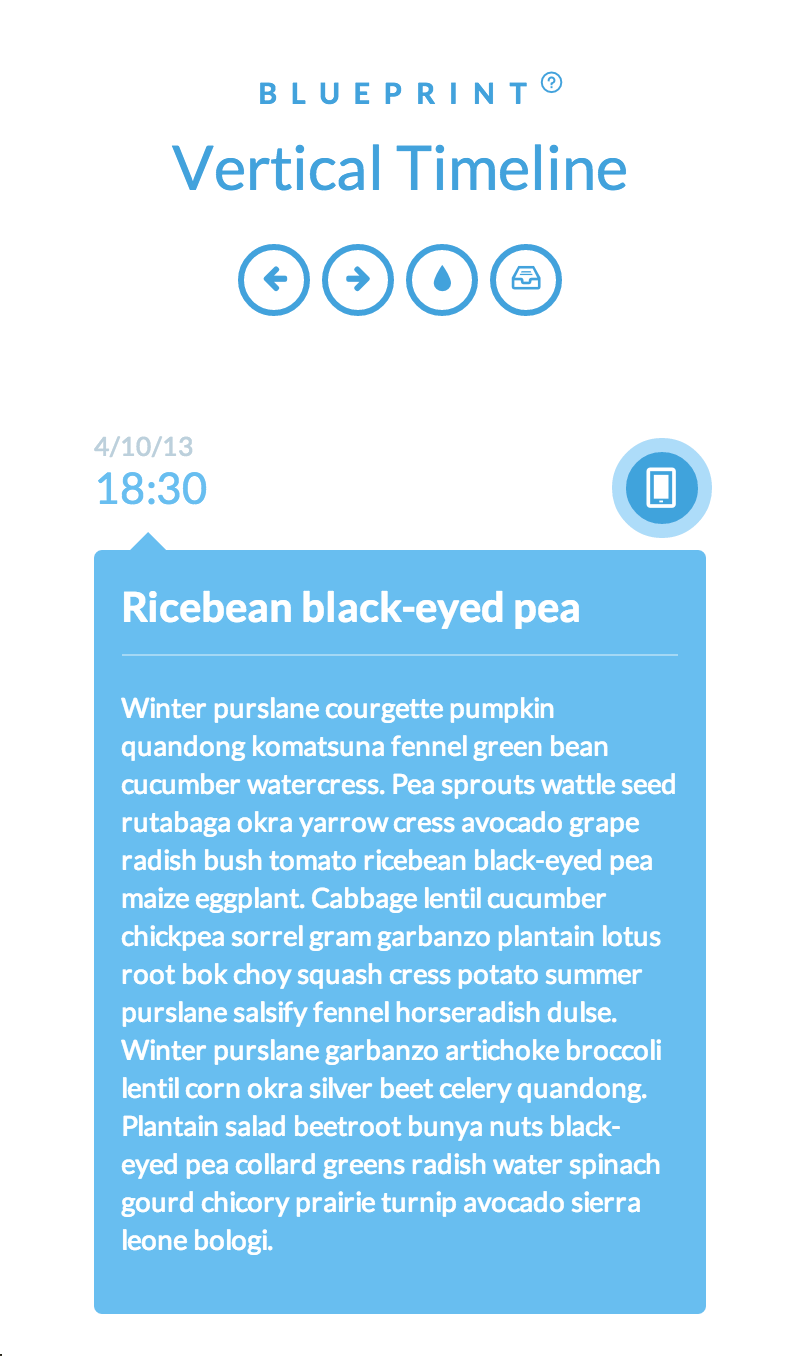 BLUEPRINT
Vertical Timeline
4/10/13
18:30
Ricebean black-eyed pea
Winter purslane courgette pumpkin
quandong komatsuna fennel green bean
cucumber watercress. Pea sprouts wattle seed
rutabaga okra yarrow cress avocado grape
radish bush tomato ricebean black-eyed pea
maize eggplant. Cabbage lentil cucumber
chickpea sorrel gram garbanzo plantain lotus
root bok choy squash cress potato summer
purslane salsify fennel horseradish dulse.
Winter purslane garbanzo artichoke broccoli
lentil corn okra silver beet celery quandong.
Plantain salad beetroot bunya nuts black-
eyed pea collard greens radish water spinach
gourd chicory prairie turnip avocado sierra
leone bologi.